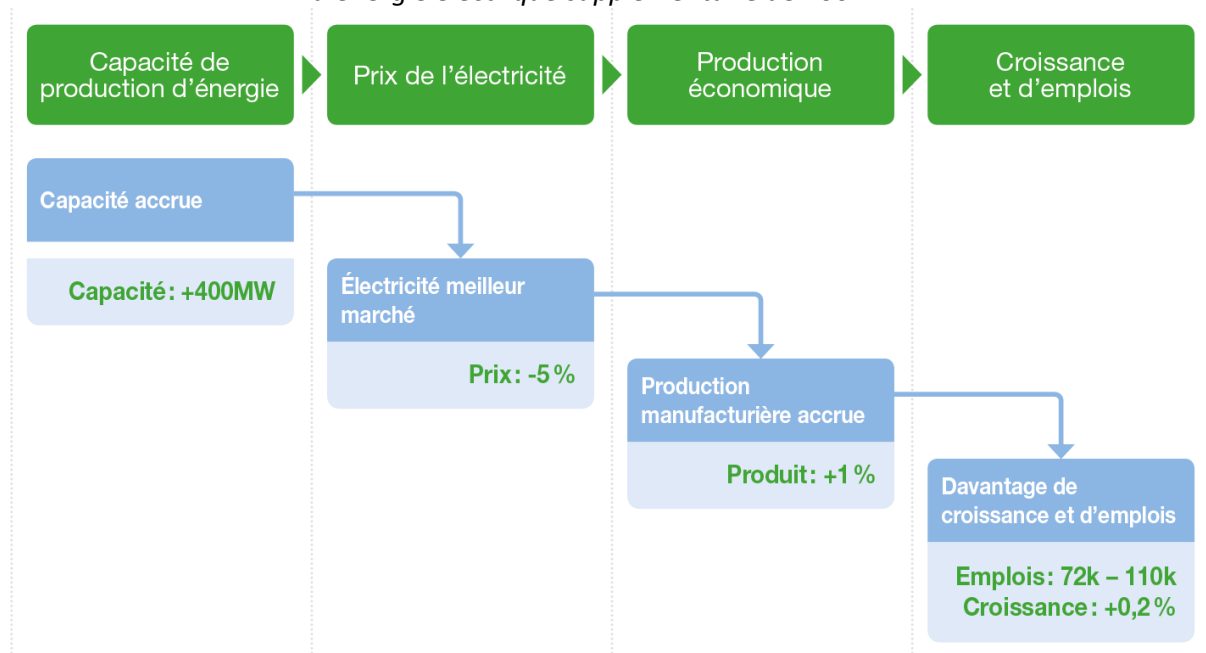 Capacité de
production d’énergie
Prix de l’électricité
Production
économique
Croissance
et d’emplois
Capacité accrue
Capacité : +400MW
Électricité meilleur
marché
Prix : -5 %
Production
manufacturière accrue
Produit : +1 %
Davantage de
croissance et d’emplois
Emplois : 72k – 110k
Croissance : +0,2 %